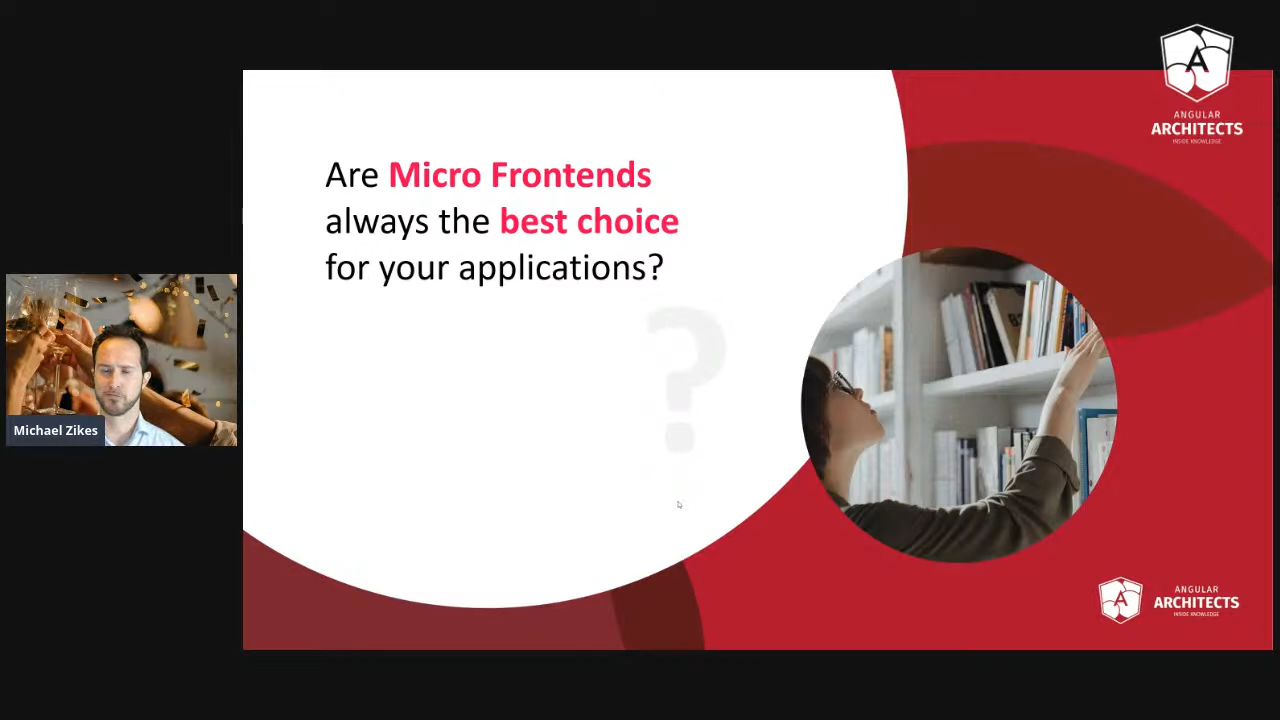 ANGULAR
ARCHITECTS
INSIDE KNOWLEDGE
Are Micro Frontends
always the best choice
for your applications?
?
Michael Zikes
ANGULAR
ARCHITECTS
INSIDE KNOWLEDGE